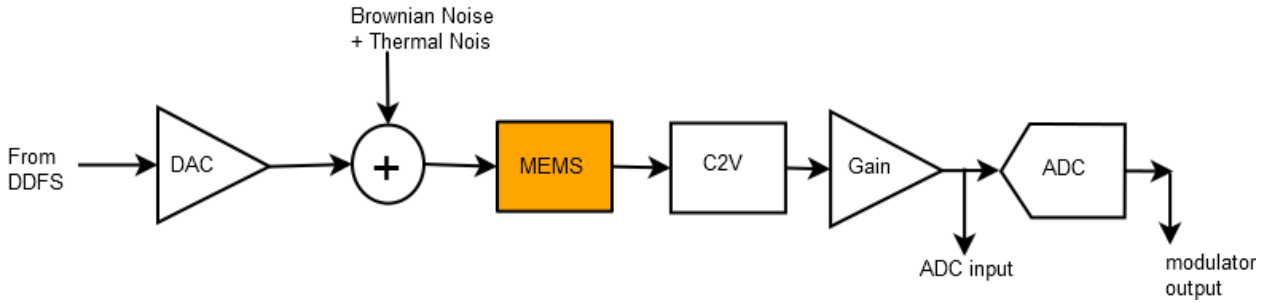 Brownian Noise
+ Thermal Nois
From
DDFS
DAC
+
MEMS
C2V
Gain
ADC
ADC input
modulator
output